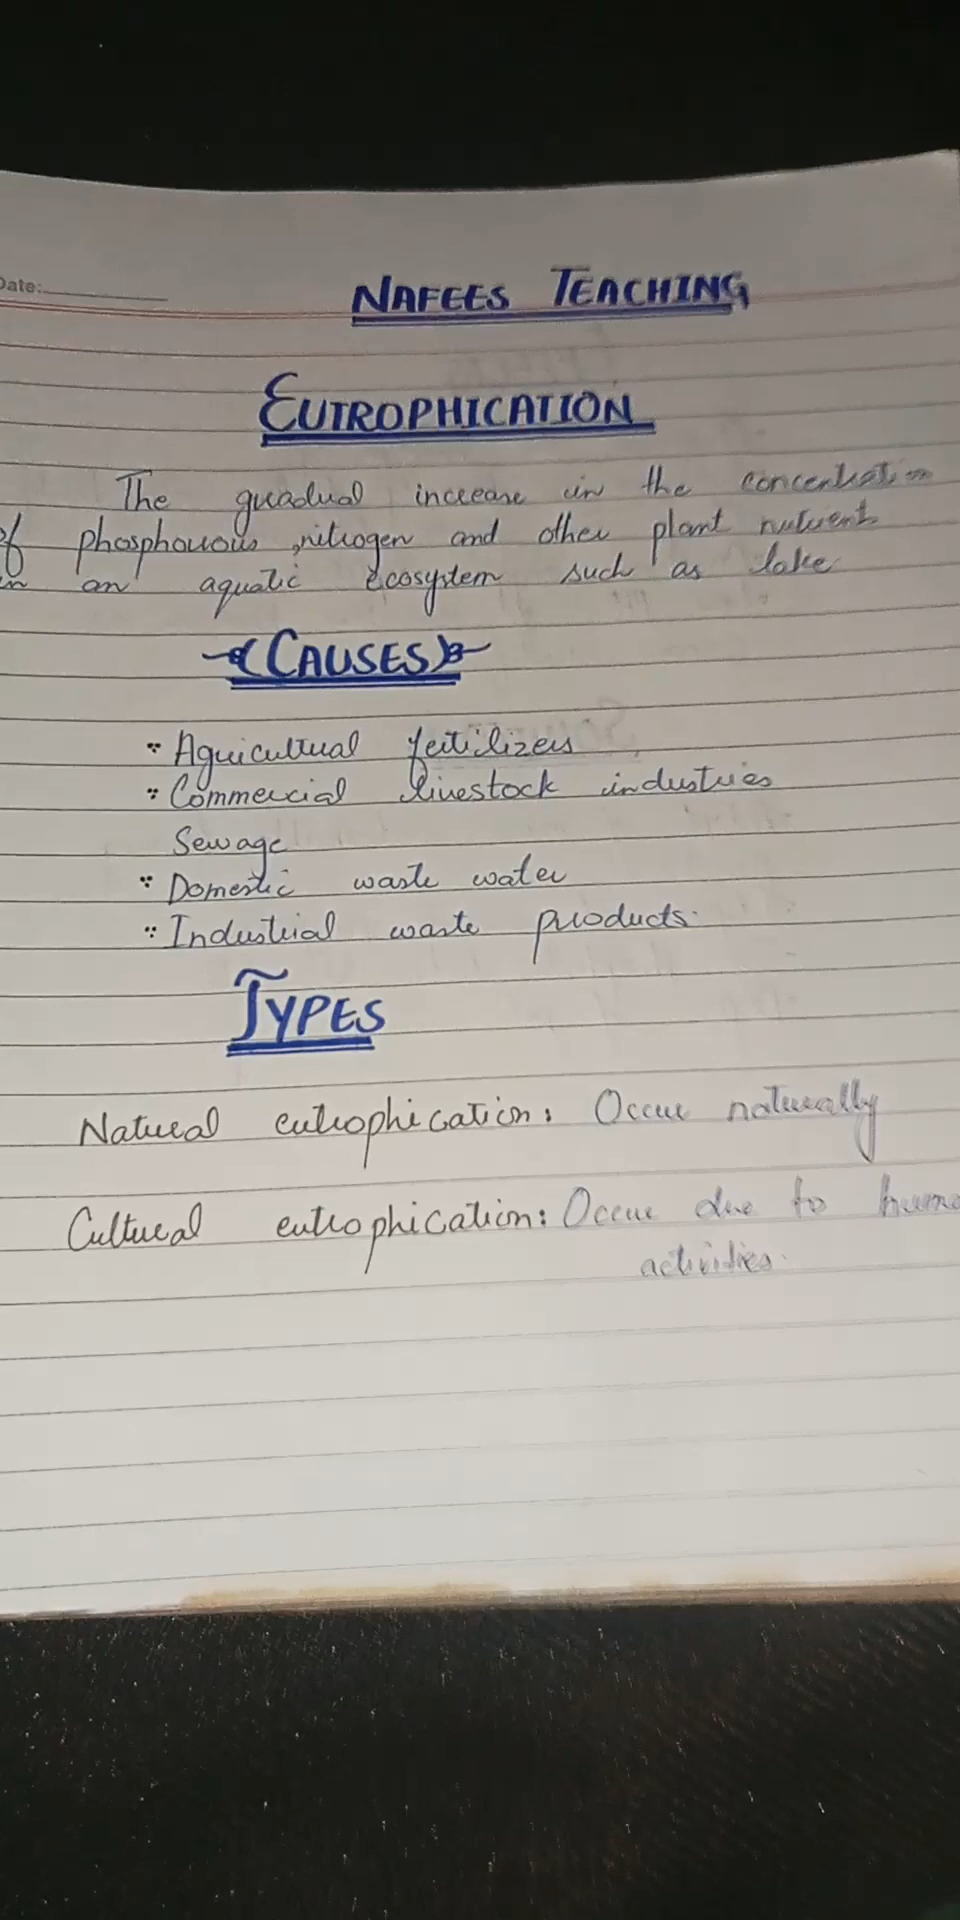 Date:
NAFEES TEACHING
EUTROPHICATION
The gradual increase in the concentration
of phosphorous, nitrogen and other plant nutrient
in an aquatic ecosystem such as lake
CAUSES
Agricultural fertilizers
Commercial livestock industries
Sewage
Domestic waste water
Industrial waste products.
TYPES
Natural eutrophication: Occur naturally
Cultural eutrophication: Occur due to huma
activities.